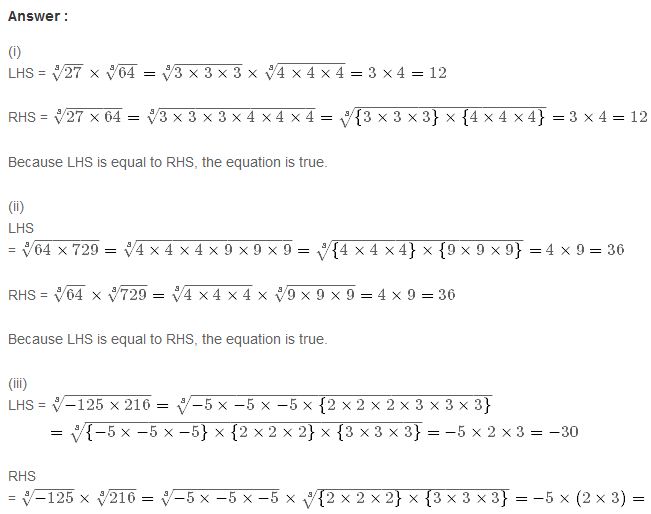 Answer :
(i)
LHS = ∛27 × ∛64 = ∛3 × 3 × 3 × ∛4 × 4 × 4 = 3 × 4 = 12
RHS = ∛27 × 64 = ∛3 × 3 × 3 × 4 × 4 × 4 = ∛{3 × 3 × 3} × {4 × 4 × 4} = 3 × 4 = 12
Because LHS is equal to RHS, the equation is true.
(ii)
LHS
= ∛64 × 729 = ∛4 × 4 × 4 × 9 × 9 × 9 = ∛{4 × 4 × 4} × {9 × 9 × 9} = 4 × 9 = 36
RHS = ∛64 × ∛729 = ∛4 × 4 × 4 × ∛9 × 9 × 9 = 4 × 9 = 36
Because LHS is equal to RHS, the equation is true.
(iii)
LHS = ∛−125 × 216 = ∛−5 × −5 × −5 × {2 × 2 × 2 × 3 × 3 × 3}
= ∛{−5 × −5 × −5} × {2 × 2 × 2} × {3 × 3 × 3} = −5 × 2 × 3 = −30
RHS
= ∛−125 × ∛216 = ∛−5 × −5 × −5 × ∛{2 × 2 × 2} × {3 × 3 × 3} = −5 × (2 × 3) =